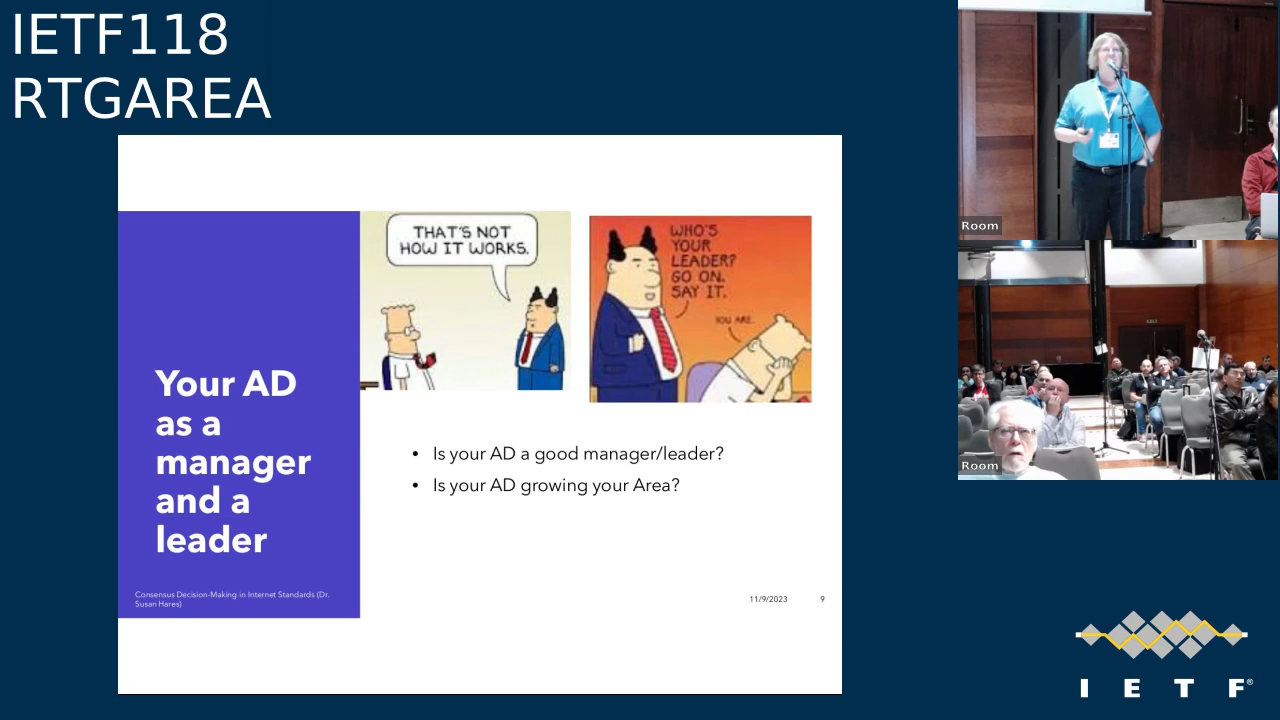 IETF118
RTGAREA
THAT'S NOT
HOW IT WORKS.
WHO'S
YOUR
LEADER?
GO ON.
SAY IT.
YOU ARE.
Your AD
as a
manager
and a
leader
• Is your AD a good manager/leader?
• Is your AD growing your Area?
Consensus Decision-Making in Internet Standards (Dr.
Susan Hares)
11/9/2023
9
Room
Room
I E T F®